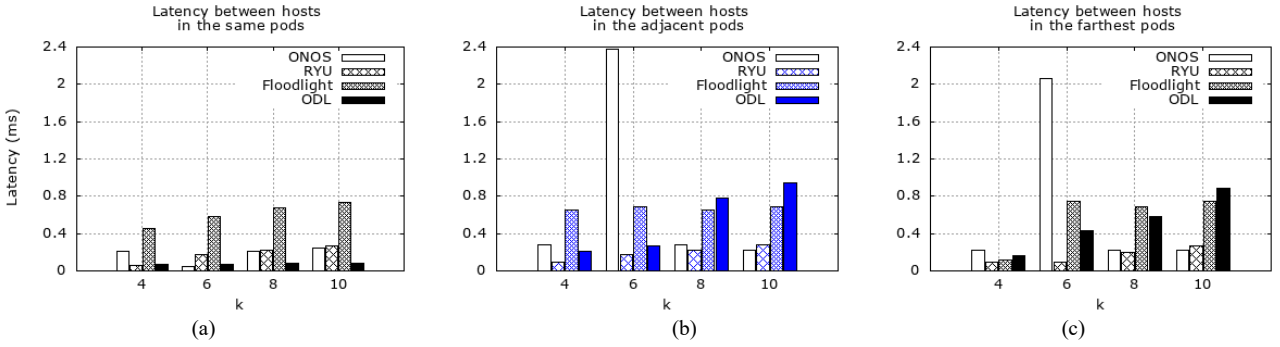 Latency between hosts
in the same pods
2.4
2
1.6
1.2
0.8
0.4
0
Latency (ms)
ONOS
RYU
Floodlight
ODL
4 6 8 10
k
(a)
Latency between hosts
in the adjacent pods
2.4
2
1.6
1.2
0.8
0.4
0
ONOS
RYU
Floodlight
ODL
4 6 8 10
k
(b)
Latency between hosts
in the farthest pods
2.4
2
1.6
1.2
0.8
0.4
0
ONOS
RYU
Floodlight
ODL
4 6 8 10
k
(c)